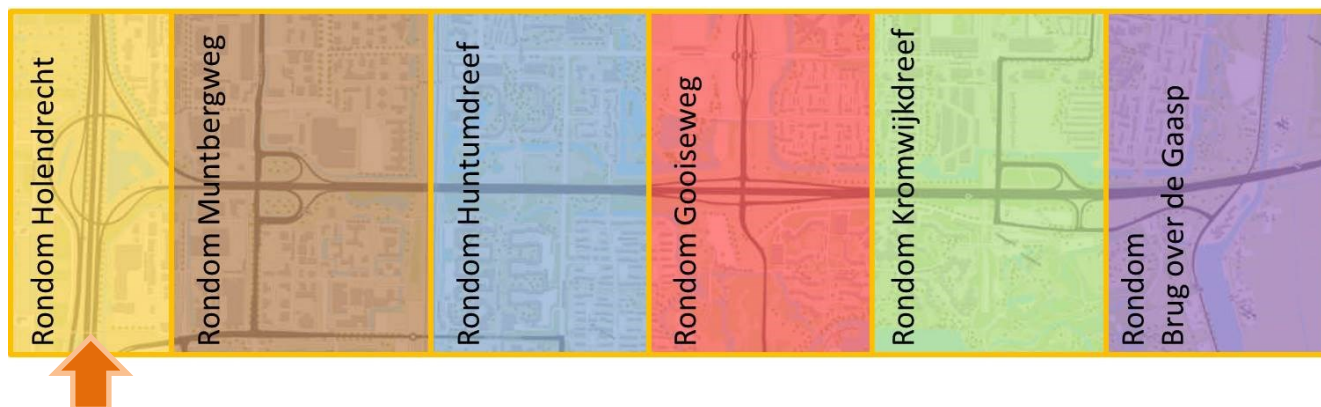 Rondom Holendrecht
Rondom Muntbergweg
Rondom Huntumdreef
Rondom Gooiseweg
Rondom Kromwijkdreef
Rondom
Brug over de Gaasp